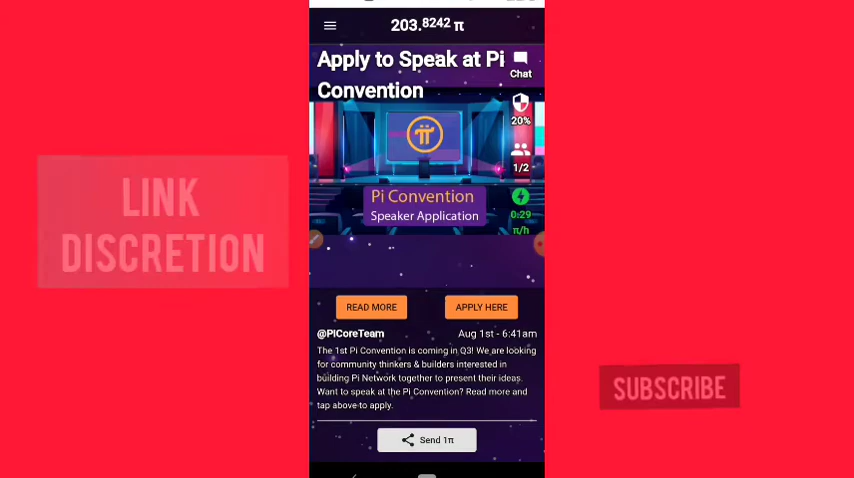 203.8242 π
Apply to Speak at Pi
Convention
Chat
20%
1/2
0.29
π/h
Pi Convention
Speaker Application
LINK
DISCRETION
READ MORE
APPLY HERE
@PiCoreTeam
Aug 1st - 6:41am
The 1st Pi Convention is coming in Q3! We are looking
for community thinkers & builders interested in
building Pi Network together to present their ideas.
Want to speak at the Pi Convention? Read more and
tap above to apply.
SUBSCRIBE
Send 1π